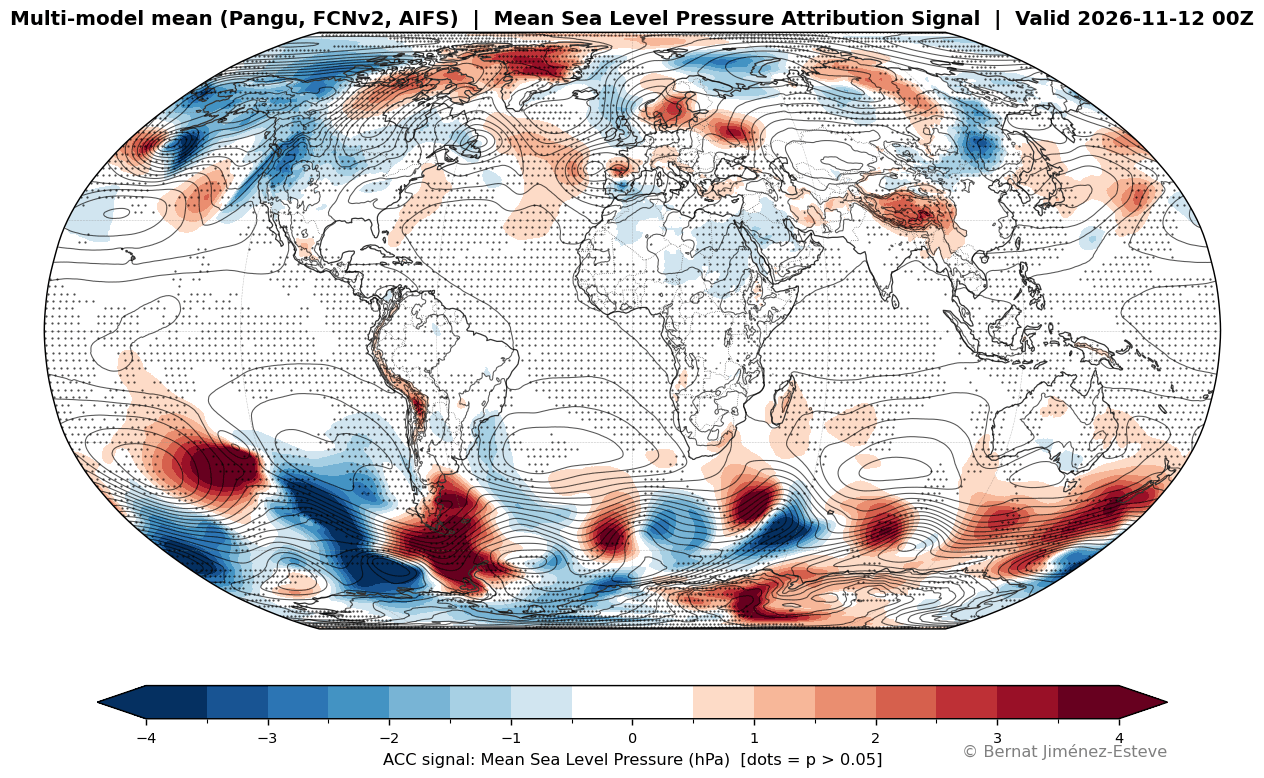 Multi-model mean (Pangu, FCNv2, AIFS)  |  Mean Sea Level Pressure Attribution Signal  |  Valid 2026-11-12 00Z
−4 −3 −2 −1 0 1 2 3 4
ACC signal: Mean Sea Level Pressure (hPa)  [dots = p > 0.05]
© Bernat Jiménez-Esteve